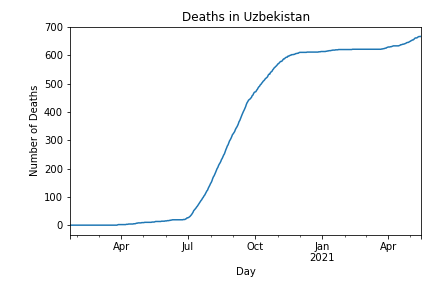 Deaths in Uzbekistan
700
600
500
400
300
200
100
0
Number of Deaths
Apr
Jul
Oct
Jan
2021
Apr
Day